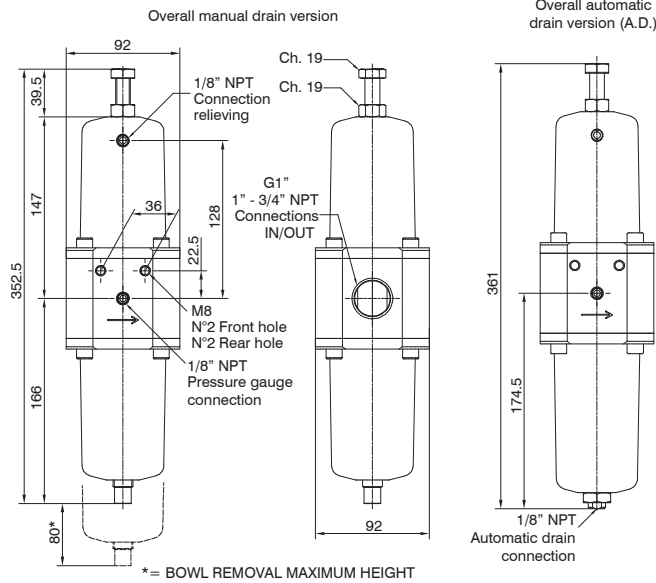 Overall manual drain version
92
39.5
147
352.5
166
80*
1/8” NPT
Connection
relieving
36
128
22.5
M8
N°2 Front hole
N°2 Rear hole
1/8” NPT
Pressure gauge
connection
Ch. 19
Ch. 19
G1”
1” - 3/4” NPT
Connections
IN/OUT
92
Overall automatic
drain version (A.D.)
361
174.5
1/8” NPT
Automatic drain
connection
*= BOWL REMOVAL MAXIMUM HEIGHT